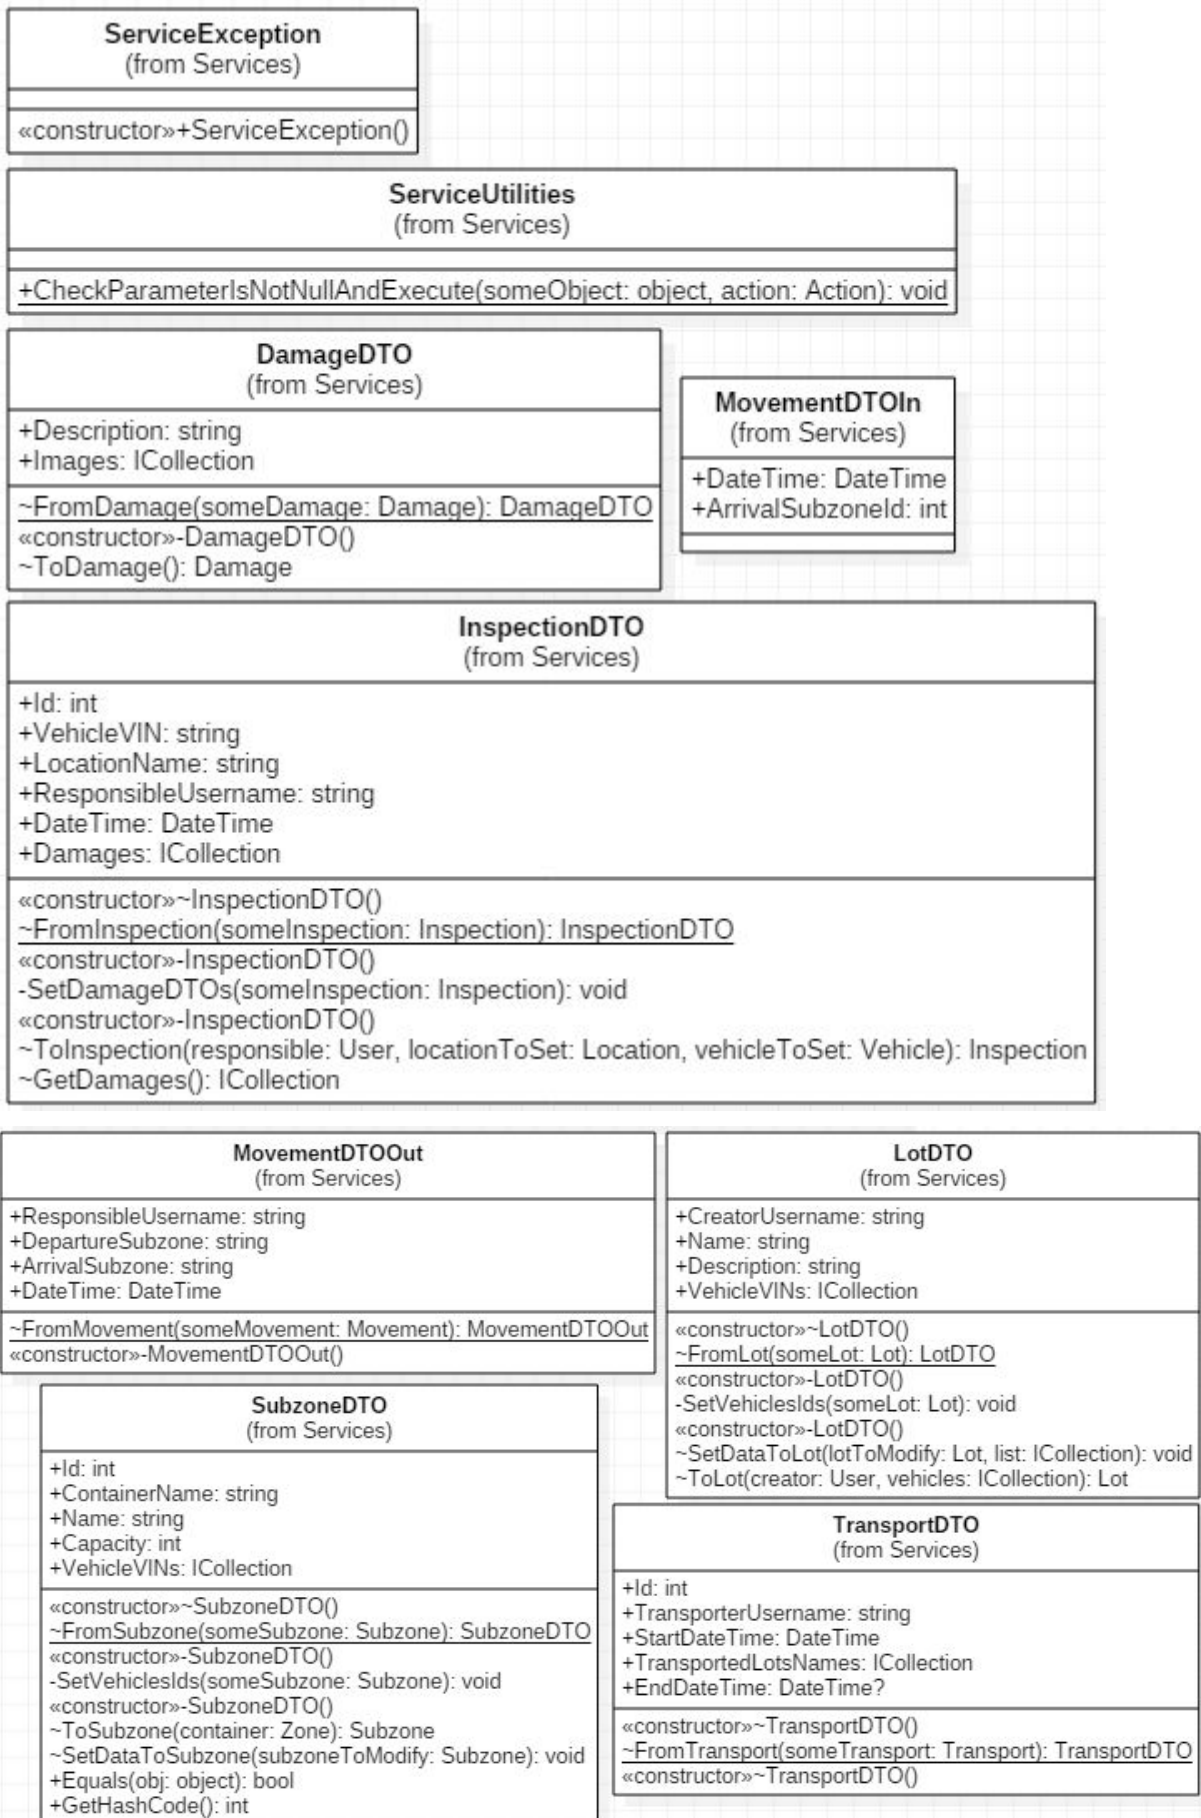 ServiceException
(from Services)
«constructor»+ServiceException()
ServiceUtilities
(from Services)
+CheckParameterIsNotNullAndExecute(someObject: object, action: Action): void
DamageDTO
(from Services)
+Description: string
+Images: ICollection
~FromDamage(someDamage: Damage): DamageDTO
«constructor»-DamageDTO()
~ToDamage(): Damage
MovementDTOIn
(from Services)
+DateTime: DateTime
+ArrivalSubzoneId: int
InspectionDTO
(from Services)
+Id: int
+VehicleVIN: string
+LocationName: string
+ResponsibleUsername: string
+DateTime: DateTime
+Damages: ICollection
«constructor»~InspectionDTO()
~FromInspection(someInspection: Inspection): InspectionDTO
«constructor»-InspectionDTO()
-SetDamageDTOs(someInspection: Inspection): void
«constructor»-InspectionDTO()
~ToInspection(responsible: User, locationToSet: Location, vehicleToSet: Vehicle): Inspection
~GetDamages(): ICollection
MovementDTOOut
(from Services)
+ResponsibleUsername: string
+DepartureSubzone: string
+ArrivalSubzone: string
+DateTime: DateTime
~FromMovement(someMovement: Movement): MovementDTOOut
«constructor»-MovementDTOOut()
LotDTO
(from Services)
+CreatorUsername: string
+Name: string
+Description: string
+VehicleVINs: ICollection
«constructor»~LotDTO()
~FromLot(someLot: Lot): LotDTO
«constructor»-LotDTO()
-SetVehiclesIds(someLot: Lot): void
«constructor»-LotDTO()
~SetDataToLot(lotToModify: Lot, list: ICollection): void
~ToLot(creator: User, vehicles: ICollection): Lot
SubzoneDTO
(from Services)
+Id: int
+ContainerName: string
+Name: string
+Capacity: int
+VehicleVINs: ICollection
«constructor»~SubzoneDTO()
~FromSubzone(someSubzone: Subzone): SubzoneDTO
«constructor»-SubzoneDTO()
-SetVehiclesIds(someSubzone: Subzone): void
«constructor»-SubzoneDTO()
~ToSubzone(container: Zone): Subzone
~SetDataToSubzone(subzoneToModify: Subzone): void
+Equals(obj: object): bool
+GetHashCode(): int
TransportDTO
(from Services)
+Id: int
+TransporterUsername: string
+StartDateTime: DateTime
+TransportedLotsNames: ICollection
+EndDateTime: DateTime?
«constructor»~TransportDTO()
~FromTransport(someTransport: Transport): TransportDTO
«constructor»~TransportDTO()